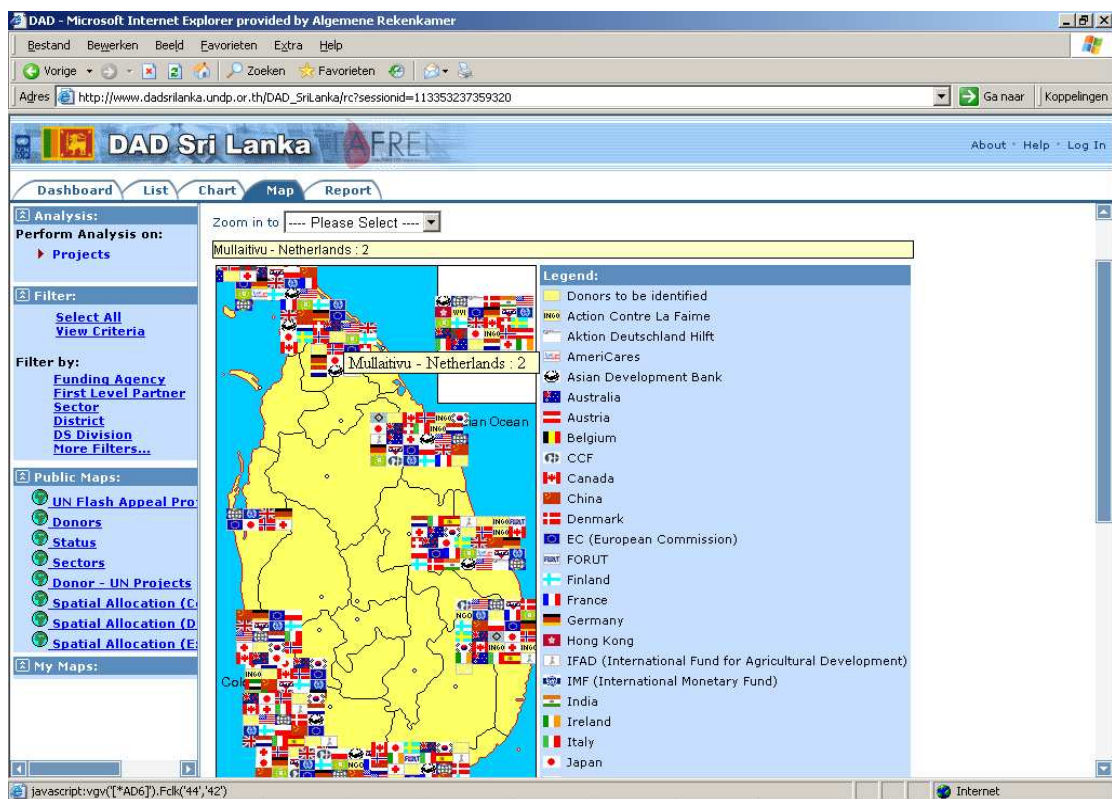 DAD - Microsoft Internet Explorer provided by Algemene Rekenkamer
Bestand Bewerken Beeld Favorieten Extra Help
Vorige Zoeken Favorieten
Adres http://www.dadsrilanka.undp.or.th/DAD_SriLanka/rc?sessionid=113353237359320 Ga naar Koppelingen
DAD Sri Lanka
About · Help · Log In
Dashboard List Chart Map Report
Analysis:
Perform Analysis on:
Projects
Filter:
Select All
View Criteria
Filter by:
Funding Agency
First Level Partner
Sector
District
DS Division
More Filters...
Public Maps:
UN Flash Appeal Pro
Donors
Status
Sectors
Donor - UN Projects
Spatial Allocation (C
Spatial Allocation (D
Spatial Allocation (E
My Maps:
Zoom in to ---- Please Select ----
Mullaitivu - Netherlands : 2
Mullaitivu - Netherlands : 2
ian Ocean
Legend:
Donors to be identified
Action Contre La Faime
Aktion Deutschland Hilft
AmeriCares
Asian Development Bank
Australia
Austria
Belgium
CCF
Canada
China
Denmark
EC (European Commission)
FORUT
Finland
France
Germany
Hong Kong
IFAD (International Fund for Agricultural Development)
IMF (International Monetary Fund)
India
Ireland
Italy
Japan
javascript:vgv('[*AD6]').Fclk('44','42') Internet